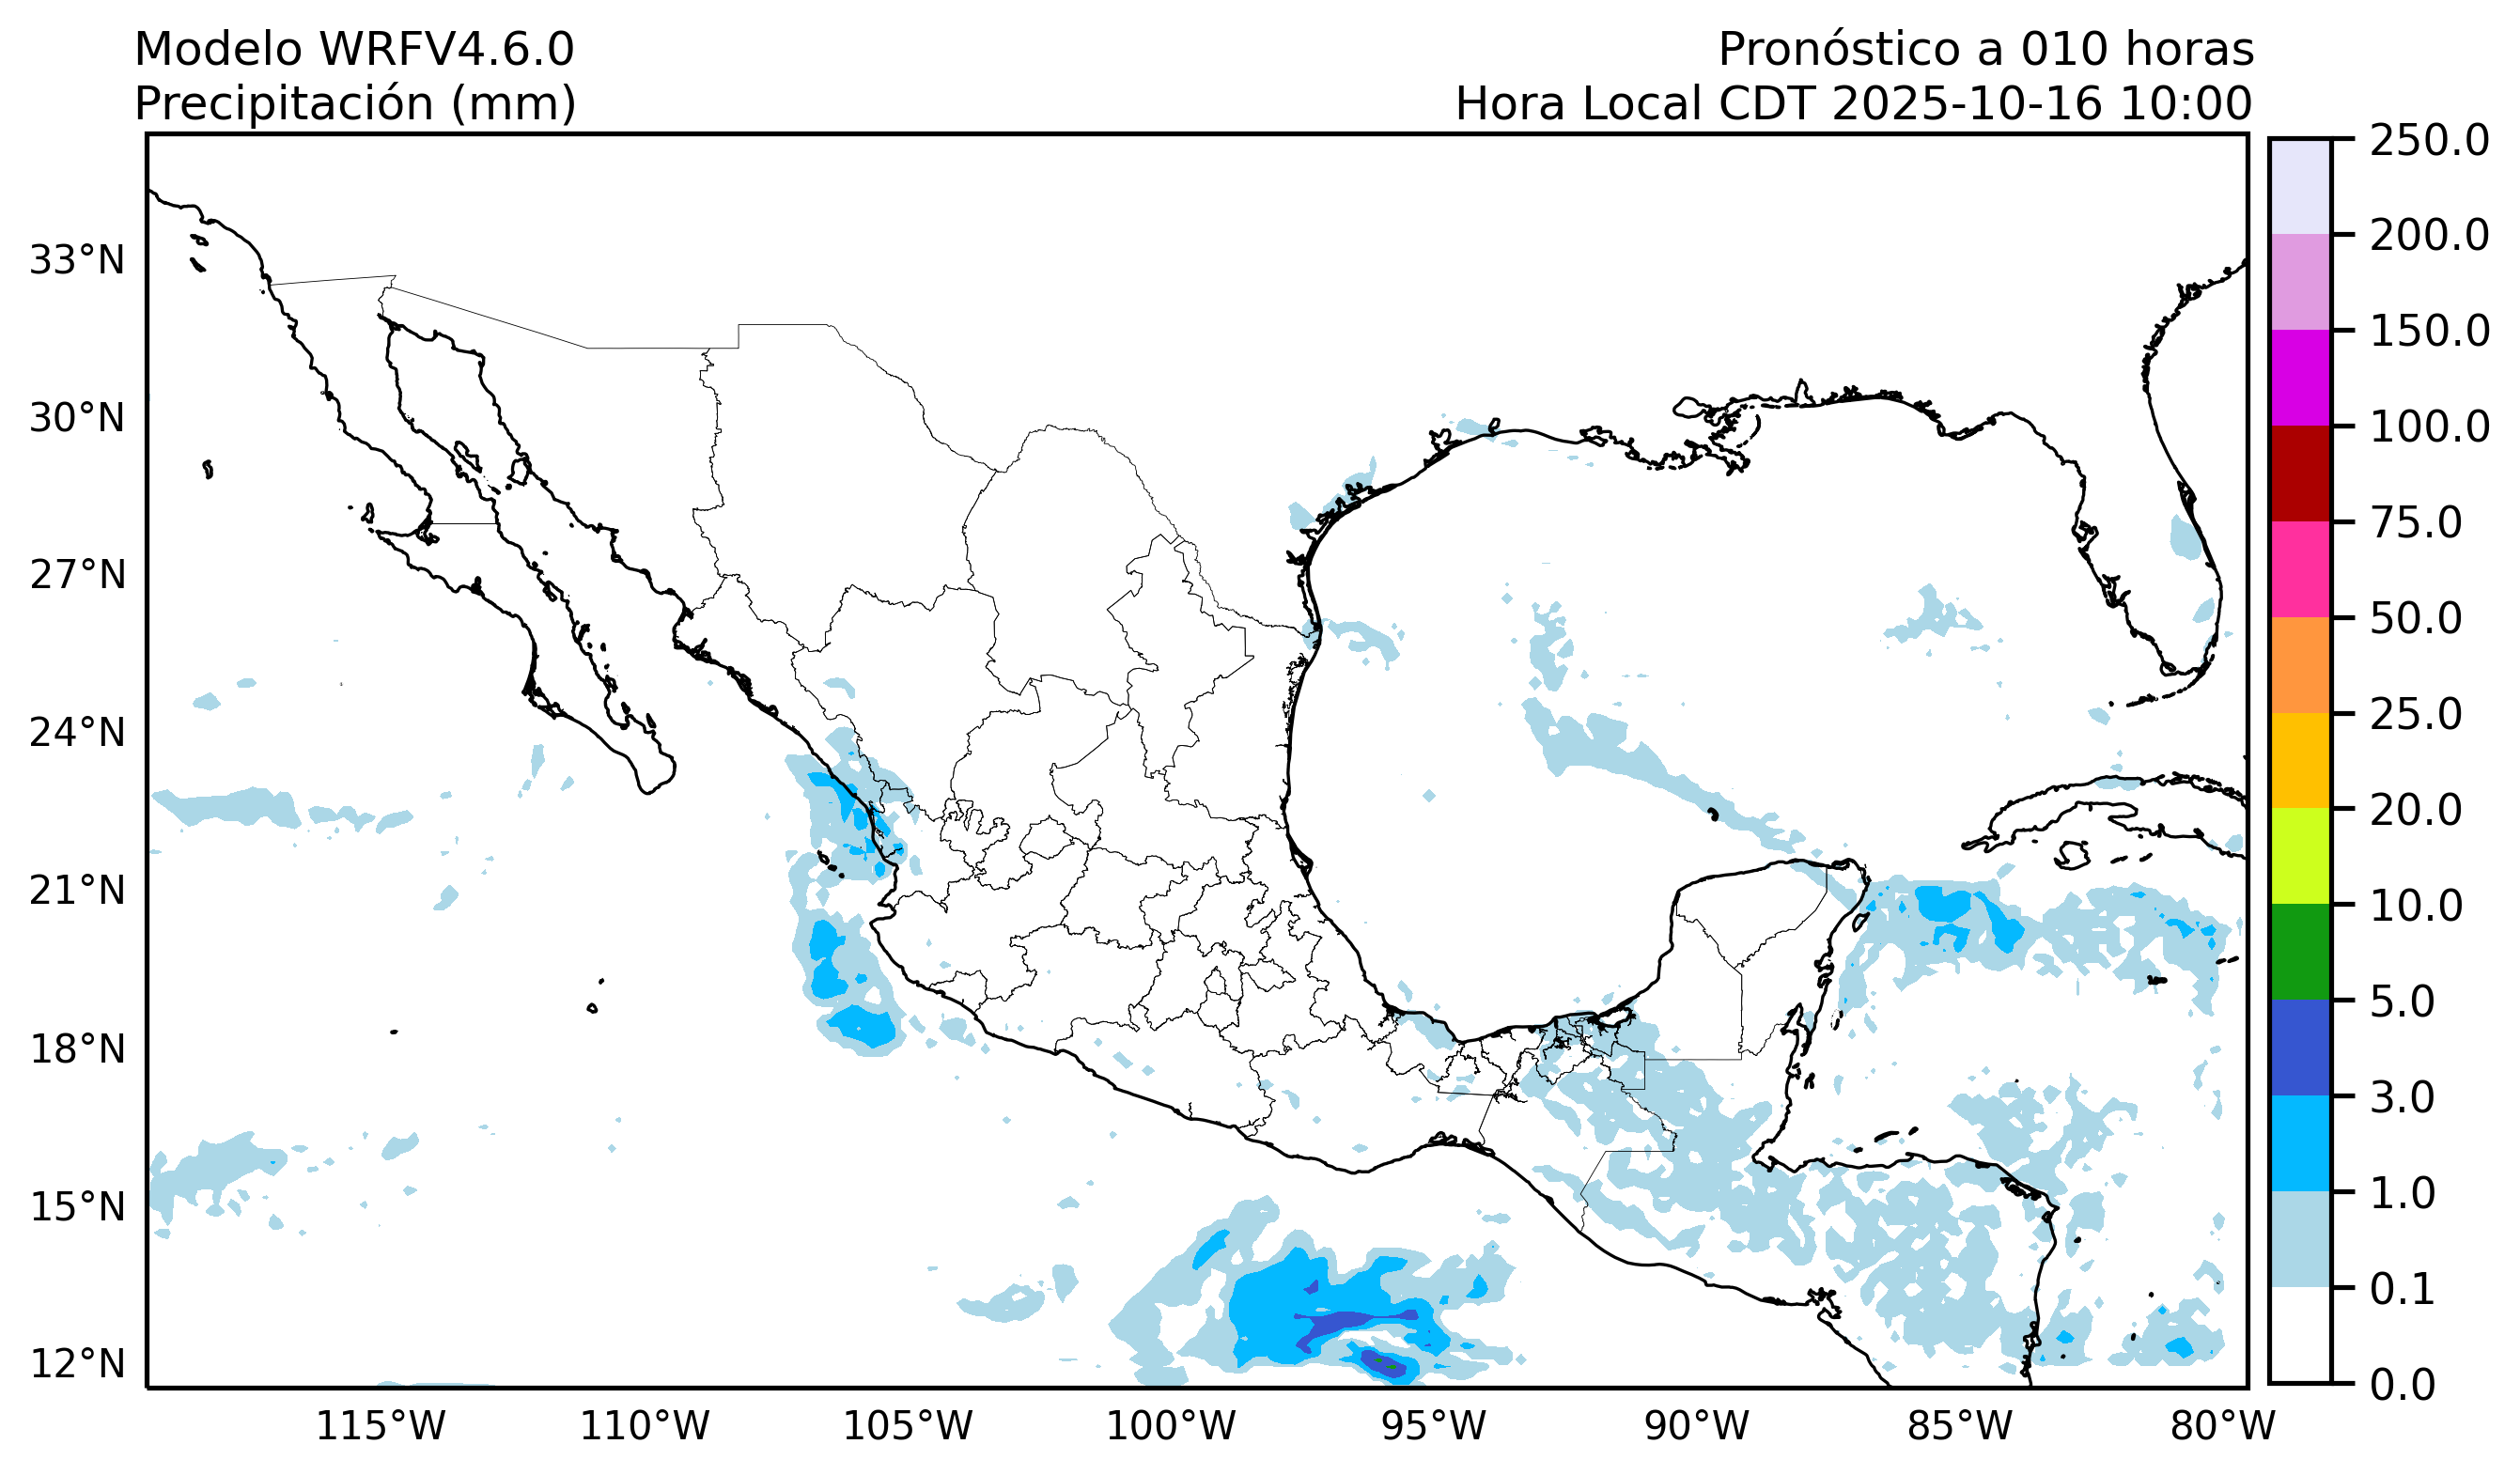 Modelo WRFV4.6.0
Pronóstico a 010 horas
Precipitación (mm)
Hora Local CDT 2025-10-16 10:00
33°N
30°N
27°N
24°N
21°N
18°N
15°N
12°N
115°W
110°W
105°W
100°W
95°W
90°W
85°W
80°W
250.0
200.0
150.0
100.0
75.0
50.0
25.0
20.0
10.0
5.0
3.0
1.0
0.1
0.0